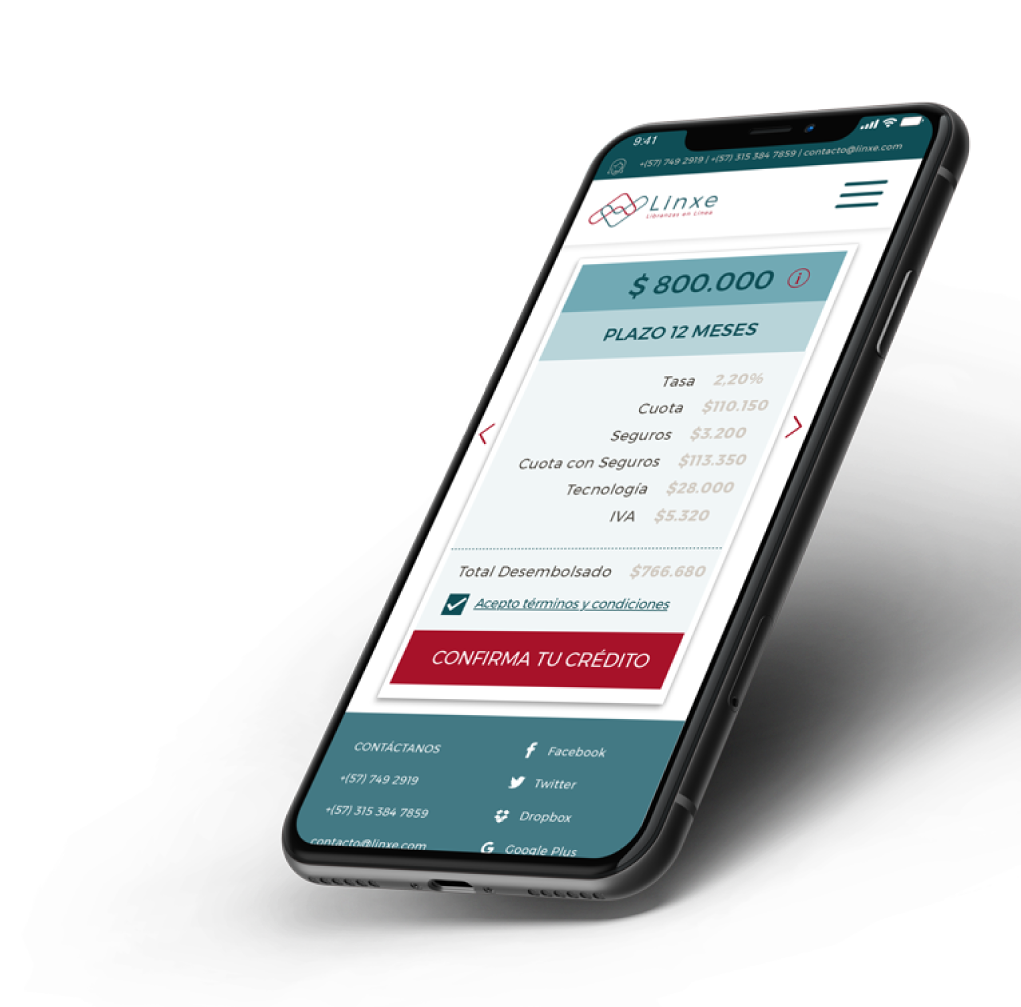 9:41
+(57) 749 2919 | +(57) 315 384 7859 | contacto@linxe.com
Linxe
Libranzas en Línea
$ 800.000
PLAZO 12 MESES
Tasa 2,20%
Cuota $110.150
Seguros $3.200
Cuota con Seguros $113.350
Tecnología $28.000
IVA $5.320
Total Desembolsado $766.680
Acepto términos y condiciones
CONFIRMA TU CRÉDITO
CONTÁCTANOS
+(57) 749 2919
+(57) 315 384 7859
contacto@linxe.com
Facebook
Twitter
Dropbox
Google Plus